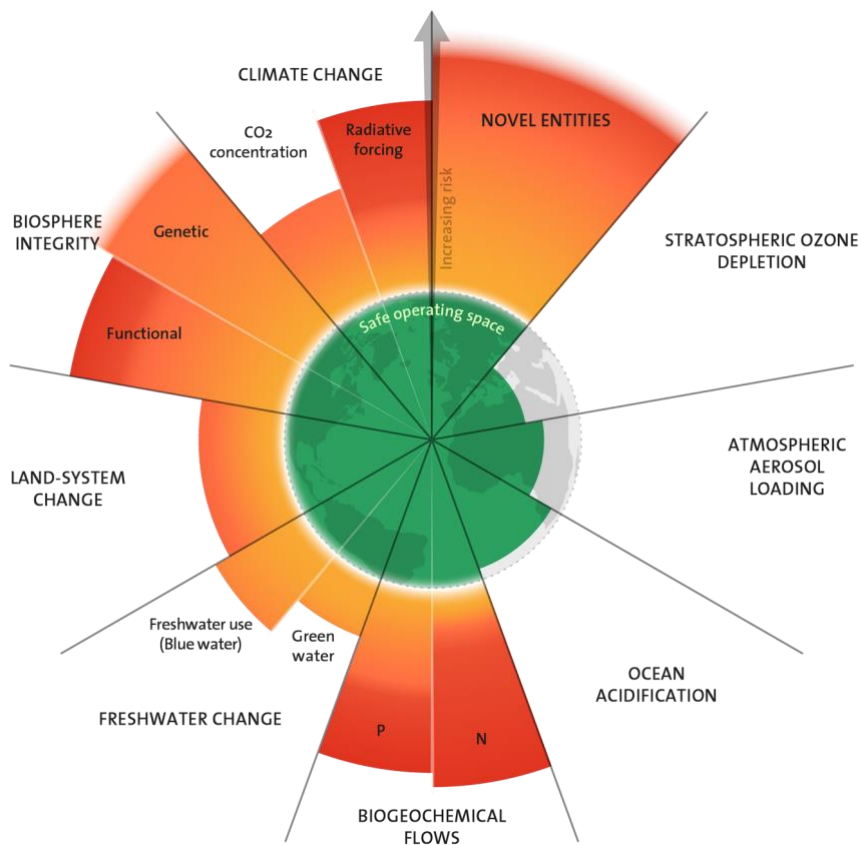 CLIMATE CHANGE
CO2
concentration
Radiative
forcing
NOVEL ENTITIES
Increasing risk
BIOSPHERE
INTEGRITY
Genetic
Functional
STRATOSPHERIC OZONE
DEPLETION
Safe operating space
ATMOSPHERIC
AEROSOL
LOADING
LAND-SYSTEM
CHANGE
Freshwater use
(Blue water)
Green
water
OCEAN
ACIDIFICATION
FRESHWATER CHANGE
P
N
BIOGEOCHEMICAL
FLOWS